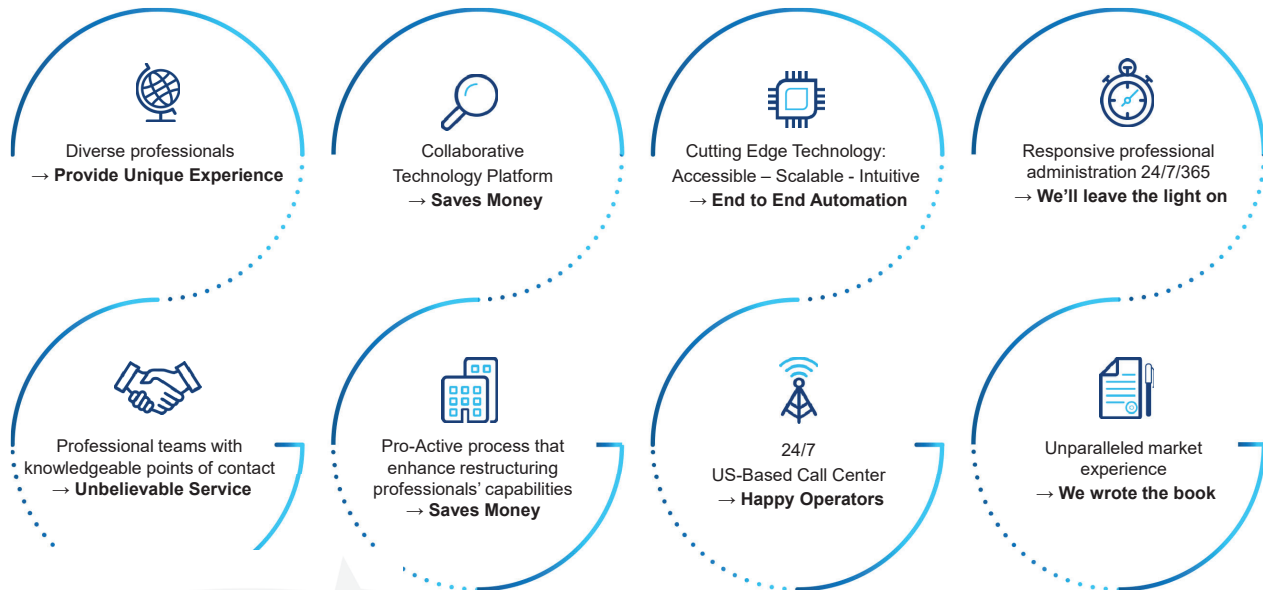 Diverse professionals
→ Provide Unique Experience
Collaborative
Technology Platform
→ Saves Money
Cutting Edge Technology:
Accessible – Scalable - Intuitive
→ End to End Automation
Responsive professional
administration 24/7/365
→ We’ll leave the light on
Professional teams with
knowledgeable points of contact
→ Unbelievable Service
Pro-Active process that
enhance restructuring
professionals’ capabilities
→ Saves Money
24/7
US-Based Call Center
→ Happy Operators
Unparalleled market
experience
→ We wrote the book